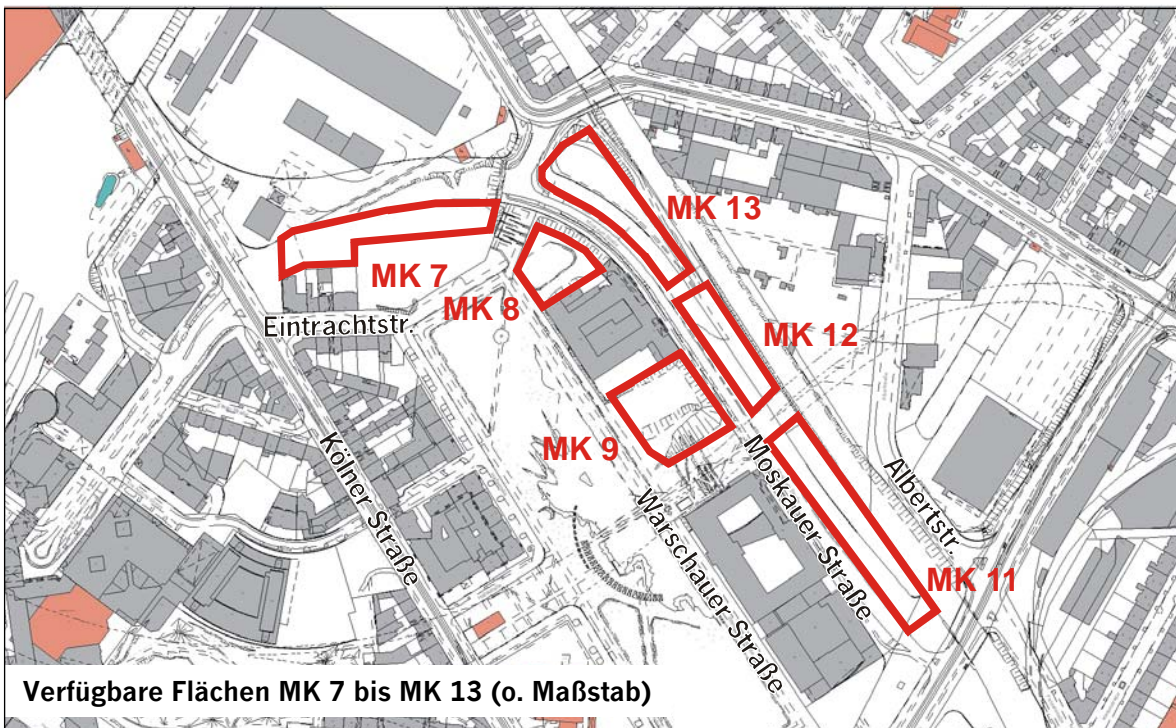 MK 13
MK 7
MK 8
Eintrachtstr.
MK 12
MK 9
Kölner Straße
Moskauer Straße
Albertstr.
Warschauer Straße
MK 11
Verfügbare Flächen MK 7 bis MK 13 (o. Maßstab)